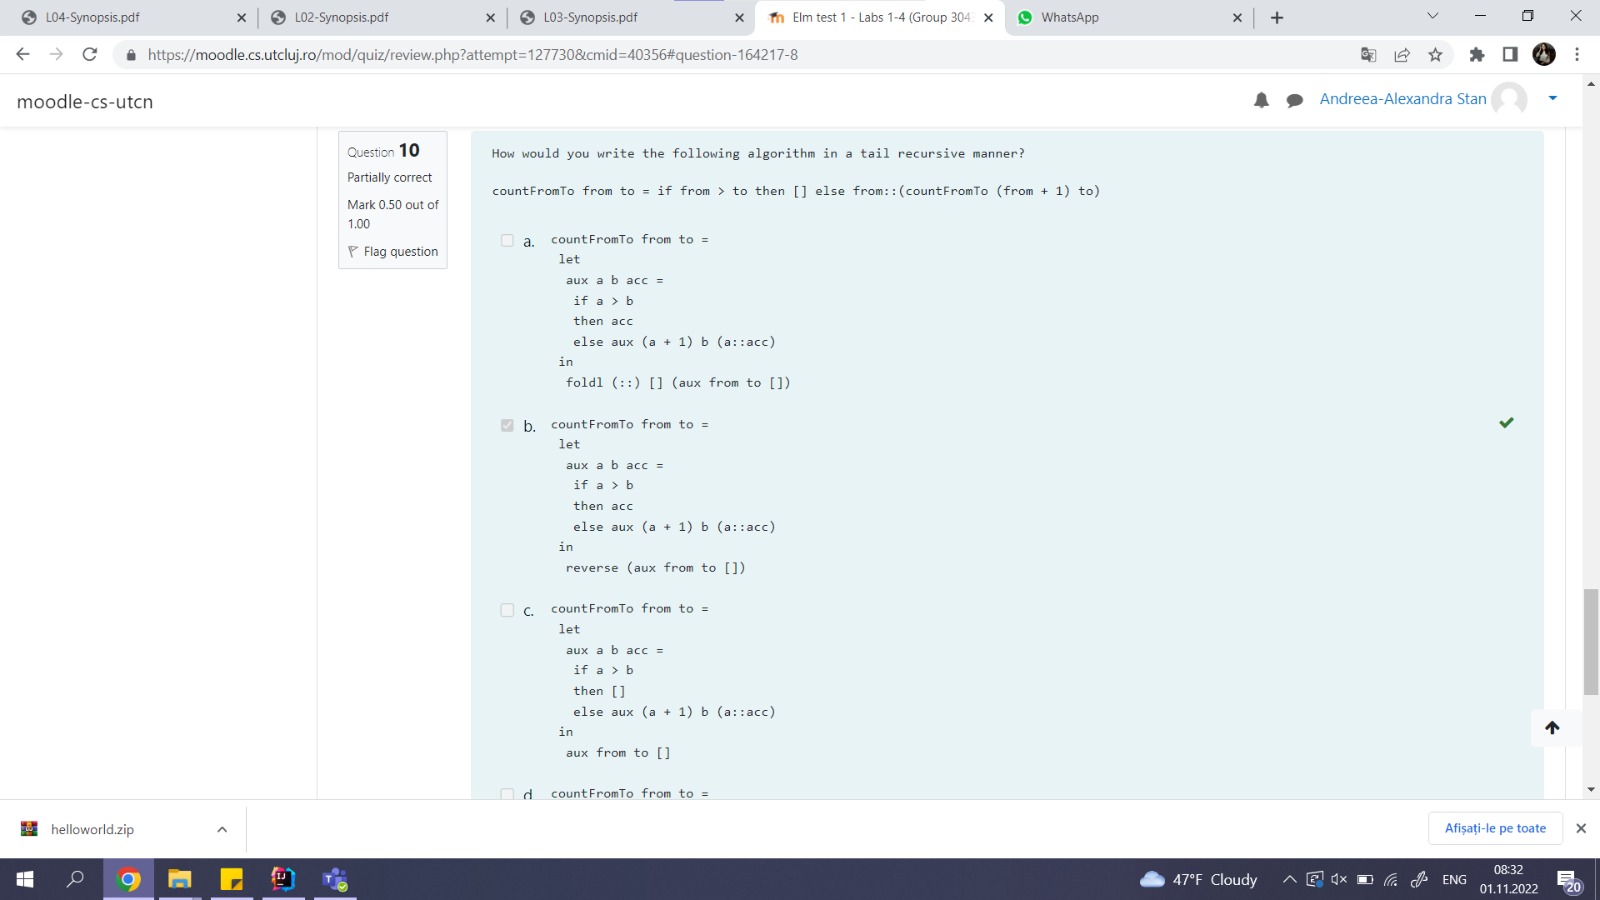 L04-Synopsis.pdf
L02-Synopsis.pdf
L03-Synopsis.pdf
Elm test 1 - Labs 1-4 (Group 304
WhatsApp
https://moodle.cs.utcluj.ro/mod/quiz/review.php?attempt=127730&cmid=40356#question-164217-8
moodle-cs-utcn
Andreea-Alexandra Stan
Question 10
Partially correct
Mark 0.50 out of
1.00
Flag question
How would you write the following algorithm in a tail recursive manner?
countFromTo from to = if from > to then [] else from::(countFromTo (from + 1) to)
a. countFromTo from to =
let
aux a b acc =
if a > b
then acc
else aux (a + 1) b (a::acc)
in
foldl (::) [] (aux from to [])
b. countFromTo from to =
let
aux a b acc =
if a > b
then acc
else aux (a + 1) b (a::acc)
in
reverse (aux from to [])
c. countFromTo from to =
let
aux a b acc =
if a > b
then []
else aux (a + 1) b (a::acc)
in
aux from to []
d countFromTo from to =
helloworld.zip
Afișați-le pe toate
47°F Cloudy
ENG
08:32
01.11.2022
20